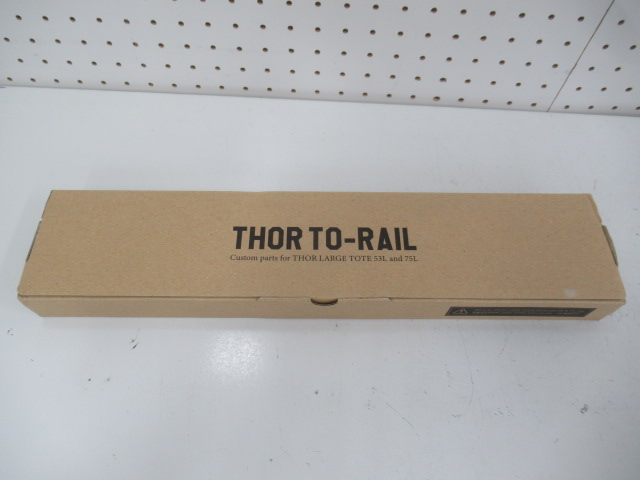 THOR TO-RAIL
Custom parts for THOR LARGE TOTE 53L and 75L